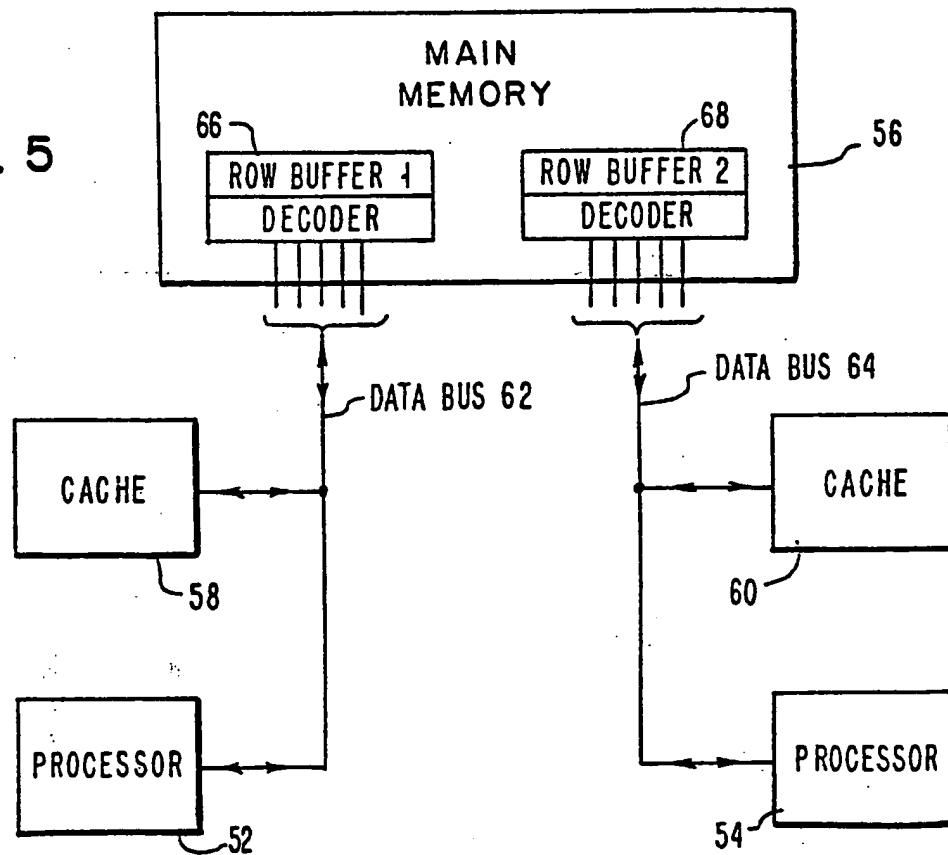 . 5
MAIN
MEMORY
56
66
ROW BUFFER 1
DECODER
68
ROW BUFFER 2
DECODER
DATA BUS 62
DATA BUS 64
CACHE
58
CACHE
60
PROCESSOR
52
PROCESSOR
54